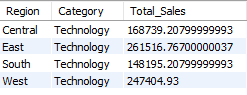 Region Category Total_Sales
Central Technology 168739.20799999993
East Technology 261516.76700000037
South Technology 148195.20799999993
West Technology 247404.93